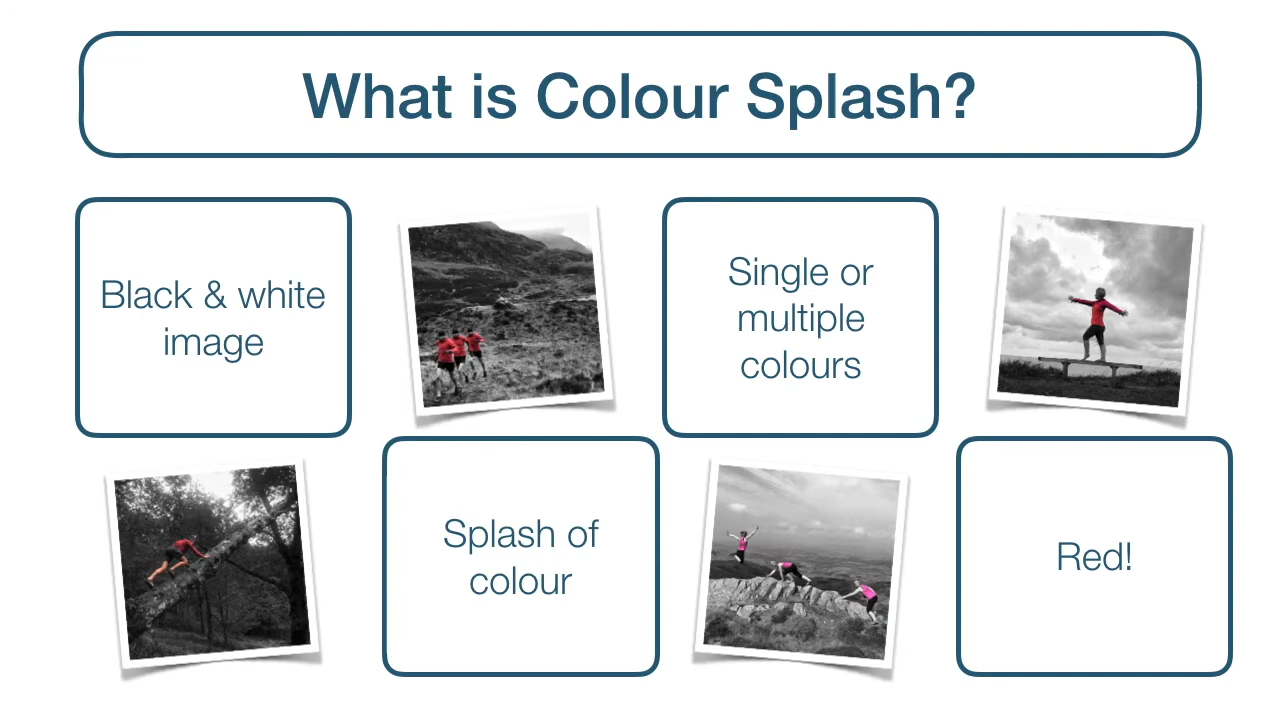 What is Colour Splash?
Black & white
image
Single or
multiple
colours
Splash of
colour
Red!